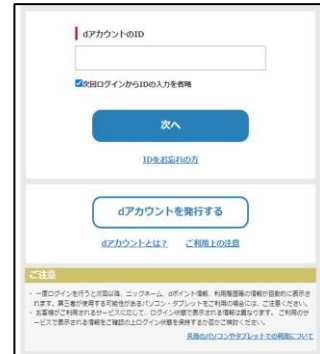 dアカウントのID
次回ログインからIDの入力を省略
次へ
IDをお忘れの方
dアカウントを発行する
dアカウントとは？ ご利用上の注意
ご注意
・ 一度ログインを行うと次回以降、ニックネーム、dポイント情報、利用履歴等の情報が自動的に表示さ
れます。第三者が使用する可能性があるパソコン・タブレットをご利用の場合には、ご注意ください。
・ お客様がご利用されるサービスに応じて、ログイン状態で表示される情報は異なります。 ご利用のサ
ービスで表示される情報をご確認の上ログイン状態を保持するか否かご検討ください。
共用のパソコンやタブレットでの利用について